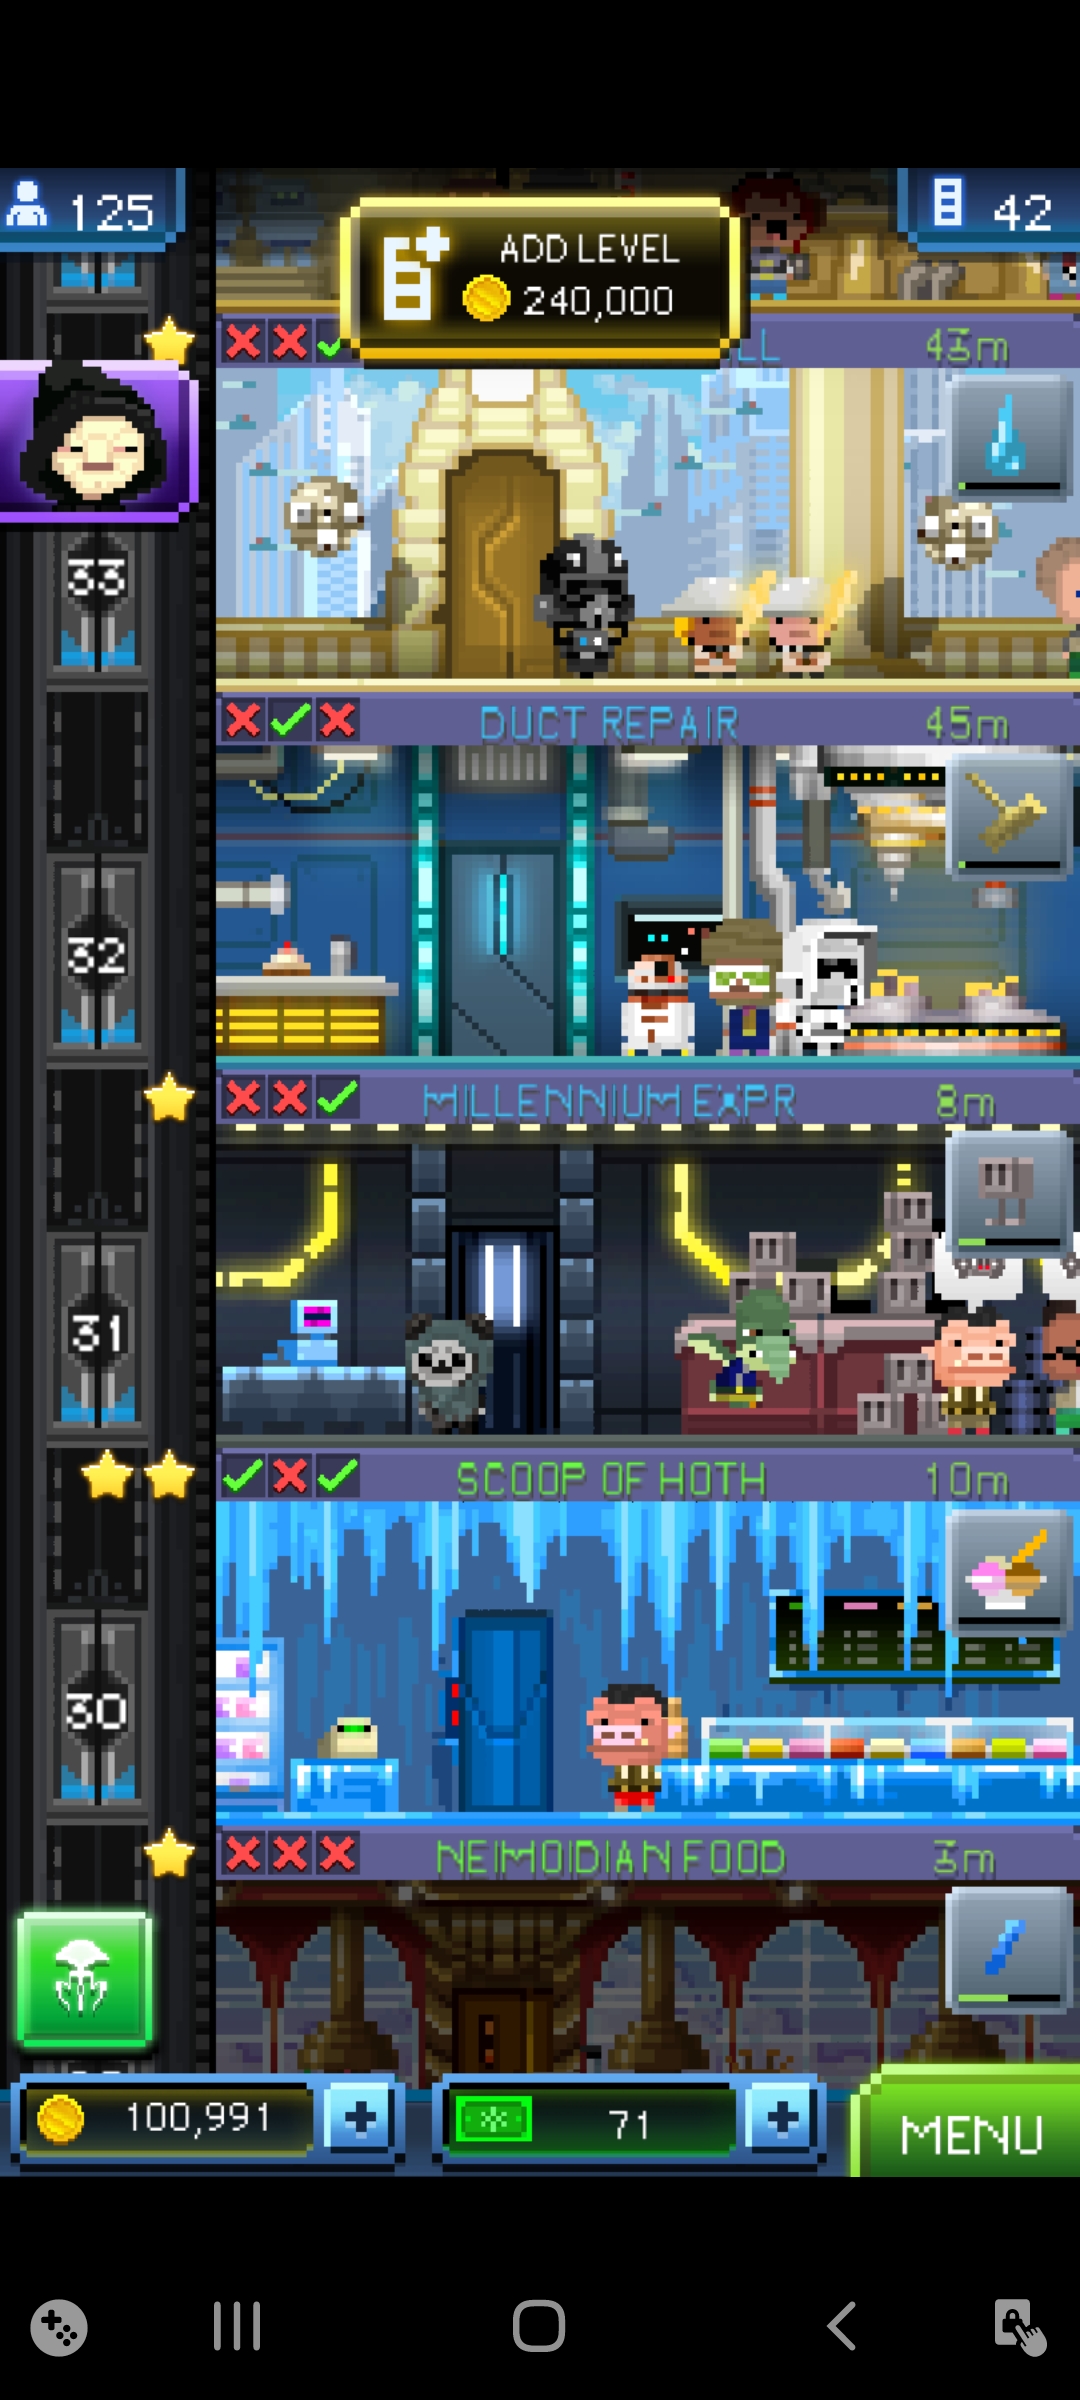 125
ADD LEVEL
240,000
42
LL
43m
33
DUCT REPAIR
45m
32
MILLENNIUM EXPR
8m
31
SCOOP OF HOTH
10m
30
NEIMOIDIAN FOOD
3m
100,991
71
MENU